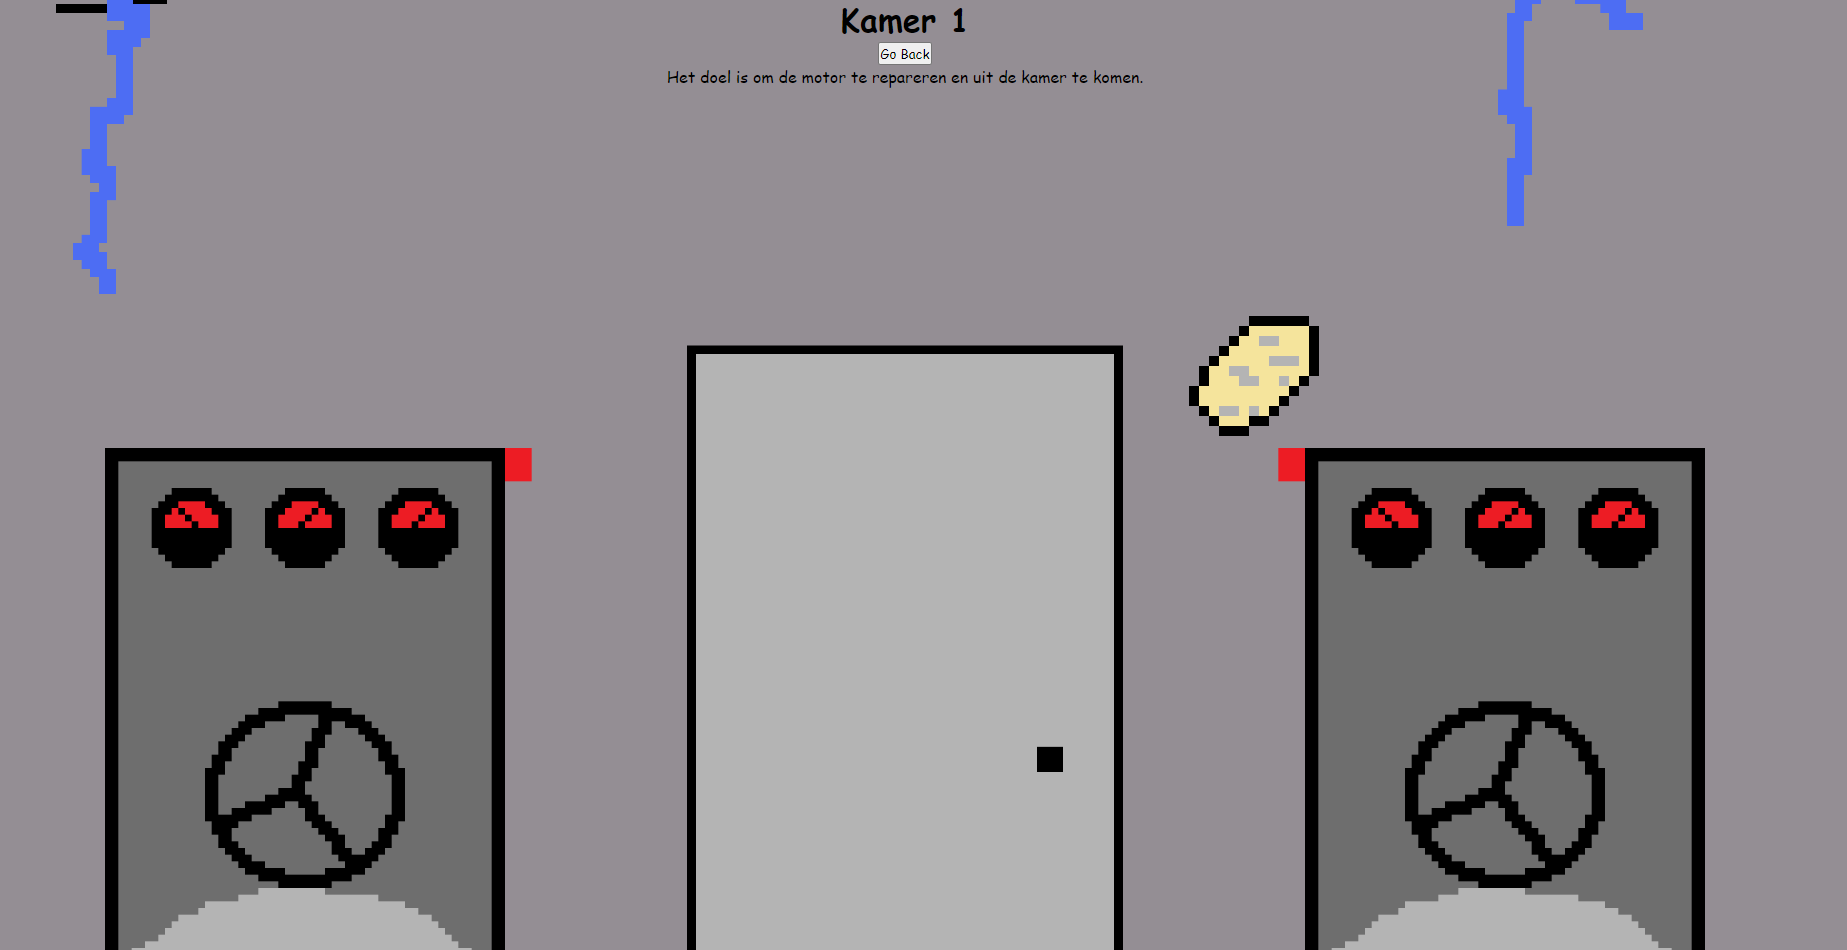 Kamer 1
Go Back
Het doel is om de motor te repareren en uit de kamer te komen.